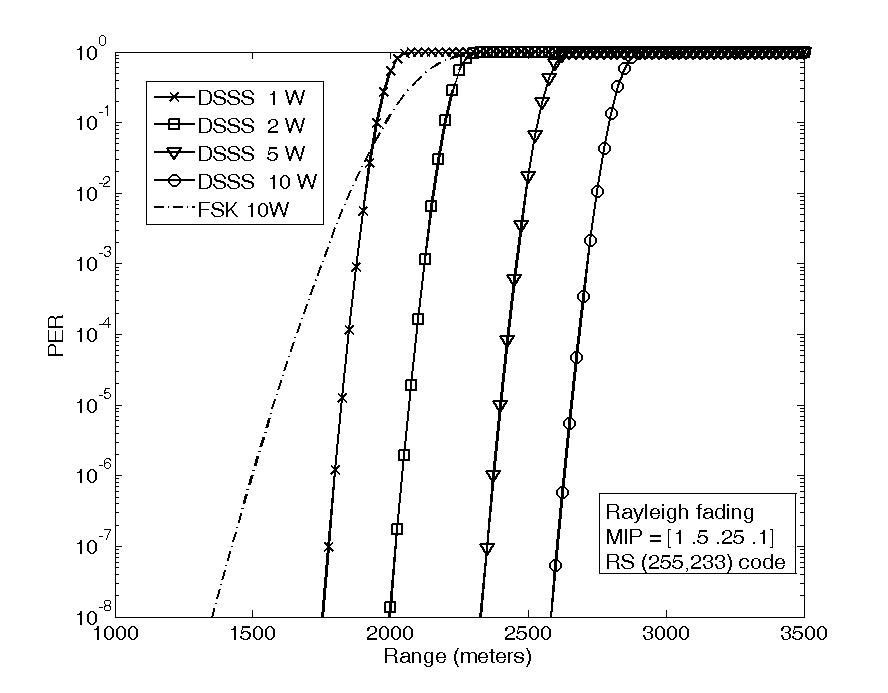 10^0
10^-1
10^-2
10^-3
10^-4
10^-5
10^-6
10^-7
10^-8
PER
DSSS 1 W
DSSS 2 W
DSSS 5 W
DSSS 10 W
FSK 10W
Rayleigh fading
MIP = [1 .5 .25 .1]
RS (255,233) code
1000 1500 2000 2500 3000 3500
Range (meters)